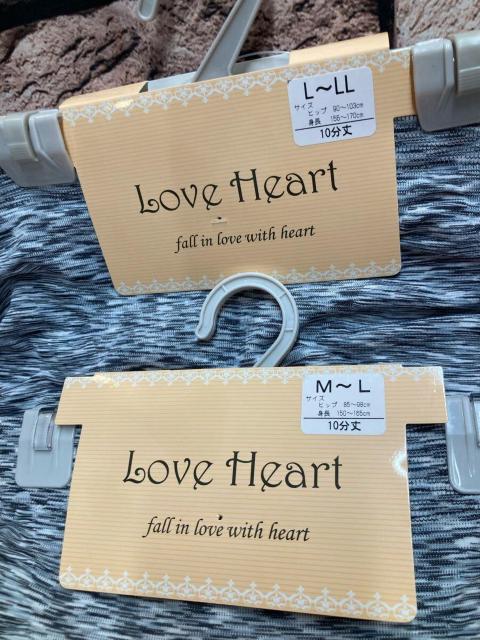 L～LL
サイズ
ヒップ 90～103cm
身長 155～170cm
10分丈
Love Heart
fall in love with heart
M～L
サイズ
ヒップ 85～98cm
身長 150～165cm
10分丈
Love Heart
fall in love with heart